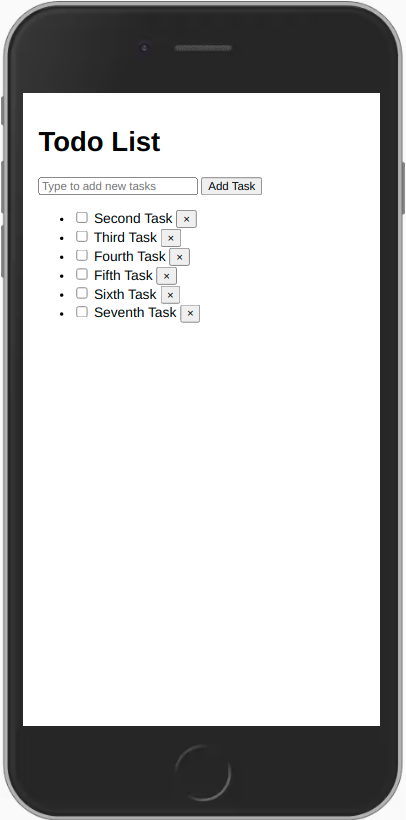 Todo List
Type to add new tasks Add Task
• Second Task ×
• Third Task ×
• Fourth Task ×
• Fifth Task ×
• Sixth Task ×
• Seventh Task ×